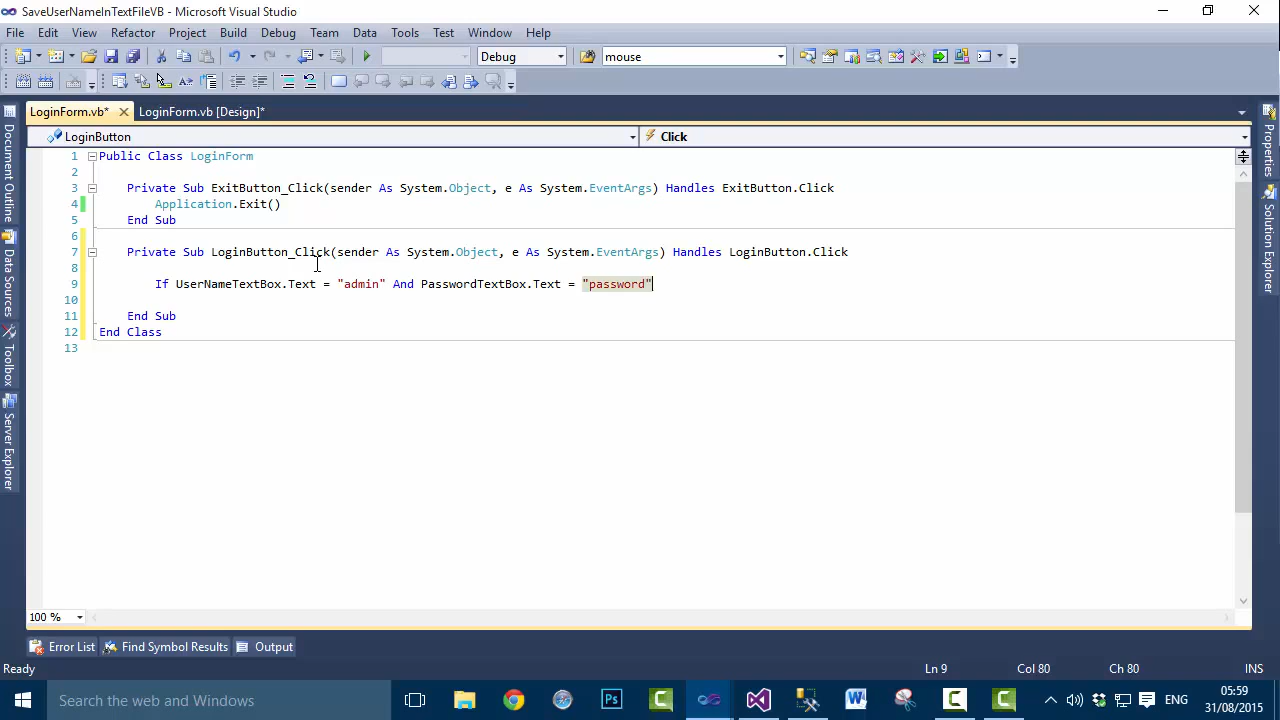 SaveUserNameInTextFileVB - Microsoft Visual Studio
File Edit View Refactor Project Build Debug Team Data Tools Test Window Help
Debug mouse
LoginForm.vb* LoginForm.vb [Design]*
LoginButton Click
1 Public Class LoginForm
2
3 Private Sub ExitButton_Click(sender As System.Object, e As System.EventArgs) Handles ExitButton.Click
4 Application.Exit()
5 End Sub
6
7 Private Sub LoginButton_Click(sender As System.Object, e As System.EventArgs) Handles LoginButton.Click
8
9 If UserNameTextBox.Text = "admin" And PasswordTextBox.Text = "password"
10
11 End Sub
12 End Class
13
Document Outline
Data Sources
Toolbox
Server Explorer
Properties
Solution Explorer
100 %
Error List Find Symbol Results Output
Ready Ln 9 Col 80 Ch 80 INS
Search the web and Windows
Ps
ENG
05:59
31/08/2015